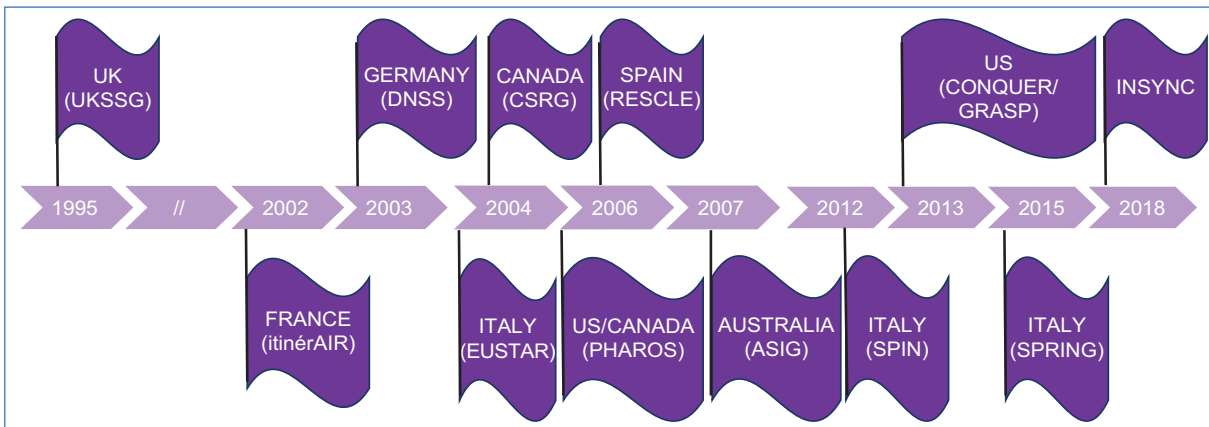 UK
(UKSSG)
GERMANY
(DNSS)
CANADA
(CSRG)
SPAIN
(RESCLE)
US
(CONQUER/
GRASP)
INSYNC
1995
//
2002
2003
2004
2006
2007
2012
2013
2015
2018
FRANCE
(itinérAIR)
ITALY
(EUSTAR)
US/CANADA
(PHAROS)
AUSTRALIA
(ASIG)
ITALY
(SPIN)
ITALY
(SPRING)